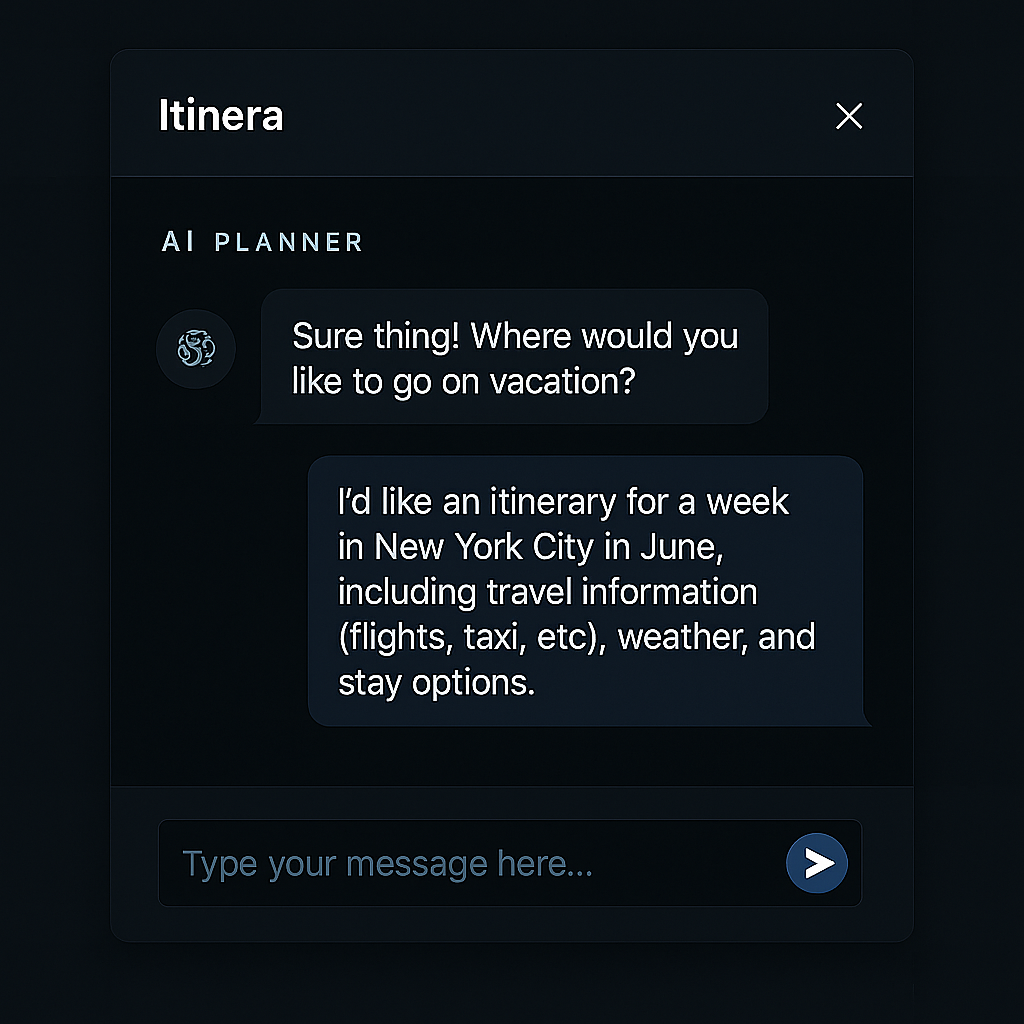 Itinera
AI PLANNER
Sure thing! Where would you
like to go on vacation?
I’d like an itinerary for a week
in New York City in June,
including travel information
(flights, taxi, etc), weather, and
stay options.
Type your message here...